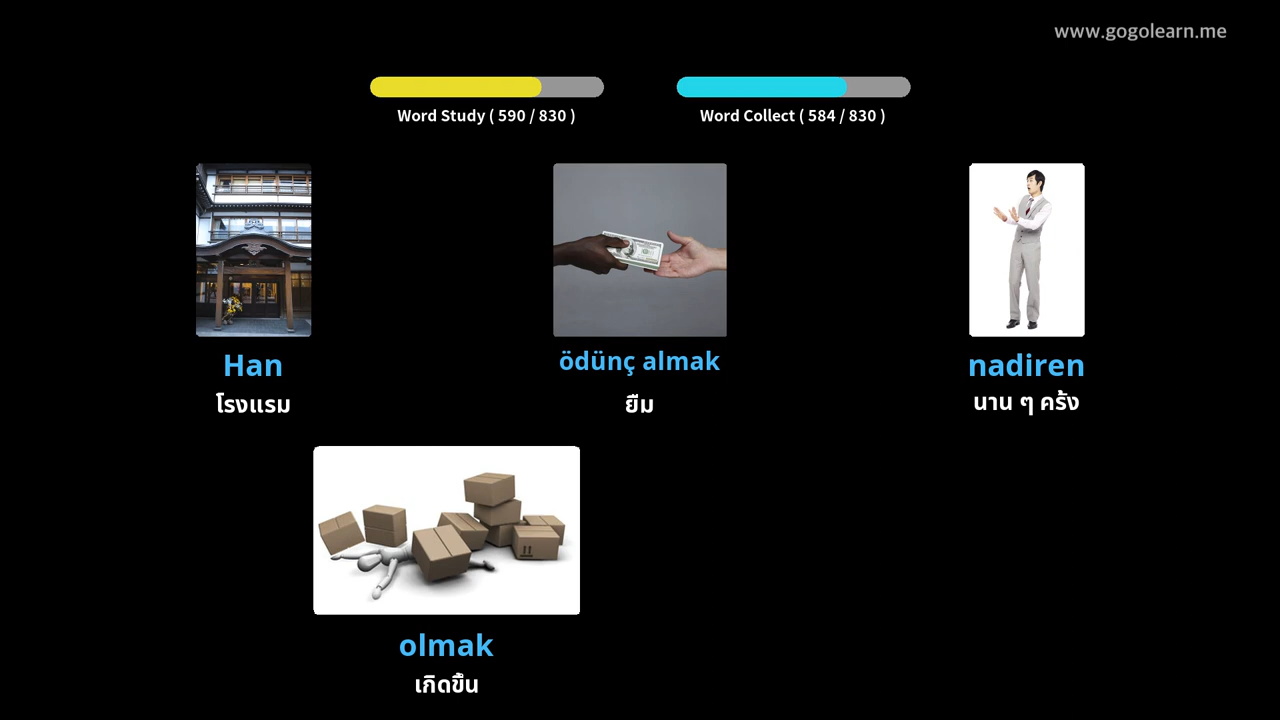 www.gogolearn.me
Word Study ( 590 / 830 )
Word Collect ( 584 / 830 )
Han
โรงแรม
ödünç almak
ยืม
nadiren
นาน ๆ ครั้ง
olmak
เกิดขึ้น